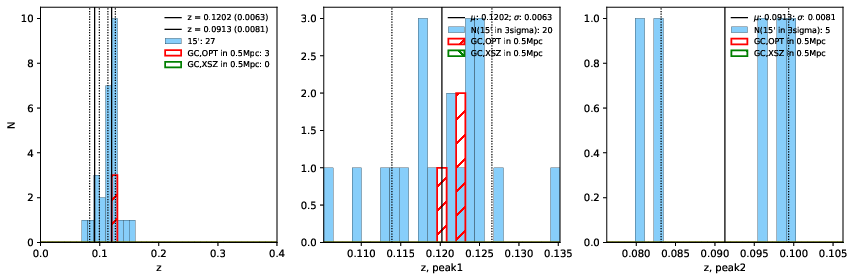 z = 0.1202 (0.0063)
z = 0.0913 (0.0081)
15': 27
GC,OPT in 0.5Mpc: 3
GC,XSZ in 0.5Mpc: 0
10
8
6
4
2
0
N
0.0
0.1
0.2
0.3
0.4
z
μ: 0.1202; σ: 0.0063
N(15' in 3sigma): 20
GC,OPT in 0.5Mpc
GC,XSZ in 0.5Mpc
3.0
2.5
2.0
1.5
1.0
0.5
0.0
0.110
0.115
0.120
0.125
0.130
0.135
z, peak1
μ: 0.0913; σ: 0.0081
N(15' in 3sigma): 5
GC,OPT in 0.5Mpc
GC,XSZ in 0.5Mpc
1.0
0.8
0.6
0.4
0.2
0.0
0.080
0.085
0.090
0.095
0.100
0.105
z, peak2